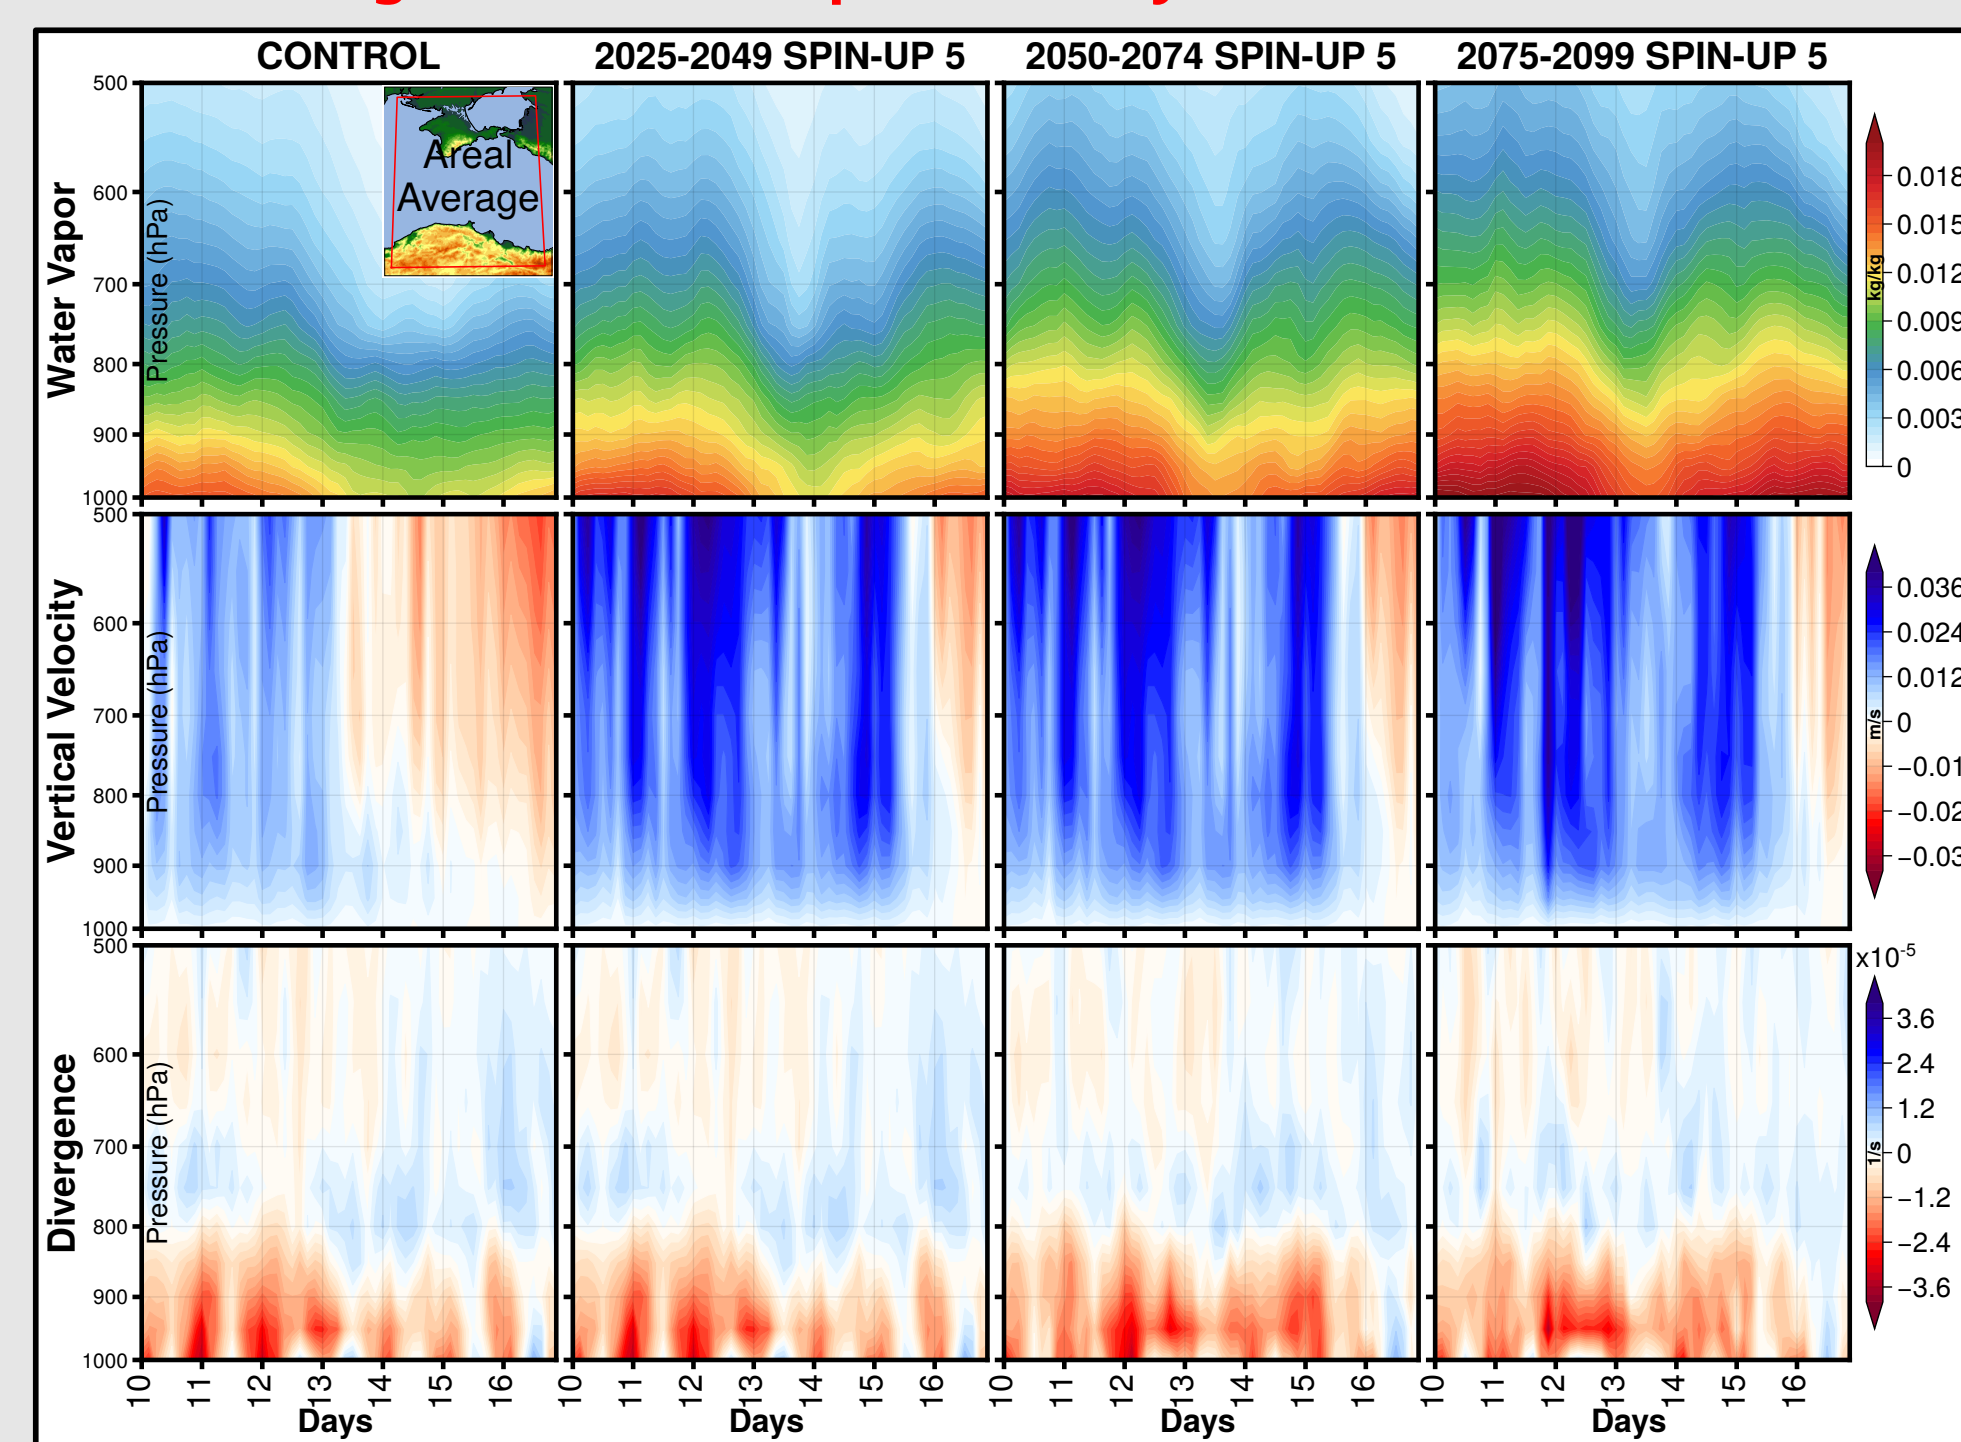 CONTROL
2025-2049 SPIN-UP 5
2050-2074 SPIN-UP 5
2075-2099 SPIN-UP 5
Water Vapor
Pressure (hPa)
500
600
700
800
900
1000
Areal
Average
kg/kg
0.018
0.015
0.012
0.009
0.006
0.003
0
Vertical Velocity
Pressure (hPa)
500
600
700
800
900
1000
m/s
0.036
0.024
0.012
0
−0.01
−0.02
−0.03
Divergence
Pressure (hPa)
500
600
700
800
900
1000
x10-5
1/s
3.6
2.4
1.2
0
−1.2
−2.4
−3.6
10 11 12 13 14 15 16
10 11 12 13 14 15 16
10 11 12 13 14 15 16
10 11 12 13 14 15 16
Days
Days
Days
Days